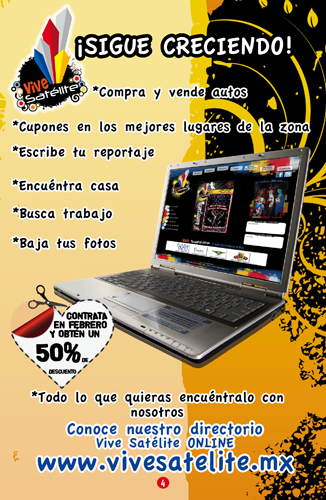 ¡SIGUE CRECIENDO!
Vive
Satélite
*Compra y vende autos
*Cupones en los mejores lugares de la zona
*Escribe tu reportaje
*Encuéntra casa
*Busca trabajo
*Baja tus fotos
CONTRATA
EN FEBRERO
Y OBTÉN UN
50% DE
DESCUENTO
*Todo lo que quieras encuéntralo con
nosotros
Conoce nuestro directorio
Vive Satélite ONLINE
www.vivesatelite.mx
4